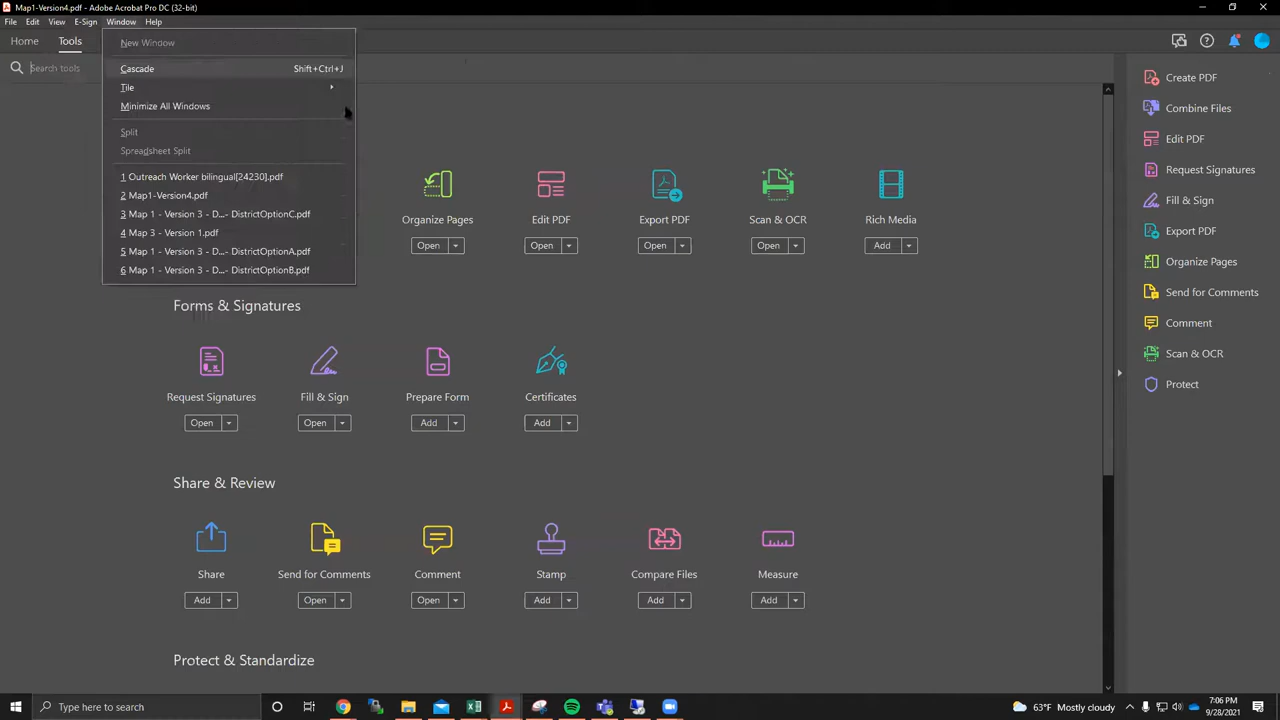 Map1-Version4.pdf - Adobe Acrobat Pro DC (32-bit)
File Edit View E-Sign Window Help
Home Tools
Search tools
New Window
Cascade Shift+Ctrl+J
Tile
Minimize All Windows
Split
Spreadsheet Split
1 Outreach Worker bilingual[24230].pdf
2 Map1-Version4.pdf
3 Map 1 - Version 3 - D...- DistrictOptionC.pdf
4 Map 3 - Version 1.pdf
5 Map 1 - Version 3 - D...- DistrictOptionA.pdf
6 Map 1 - Version 3 - D...- DistrictOptionB.pdf
Organize Pages Edit PDF Export PDF Scan & OCR Rich Media
Open Open Open Open Add
Forms & Signatures
Request Signatures Fill & Sign Prepare Form Certificates
Open Open Add Add
Share & Review
Share Send for Comments Comment Stamp Compare Files Measure
Add Open Open Add Add Add
Protect & Standardize
Create PDF
Combine Files
Edit PDF
Request Signatures
Fill & Sign
Export PDF
Organize Pages
Send for Comments
Comment
Scan & OCR
Protect
Type here to search
63°F Mostly cloudy
7:06 PM
9/28/2021